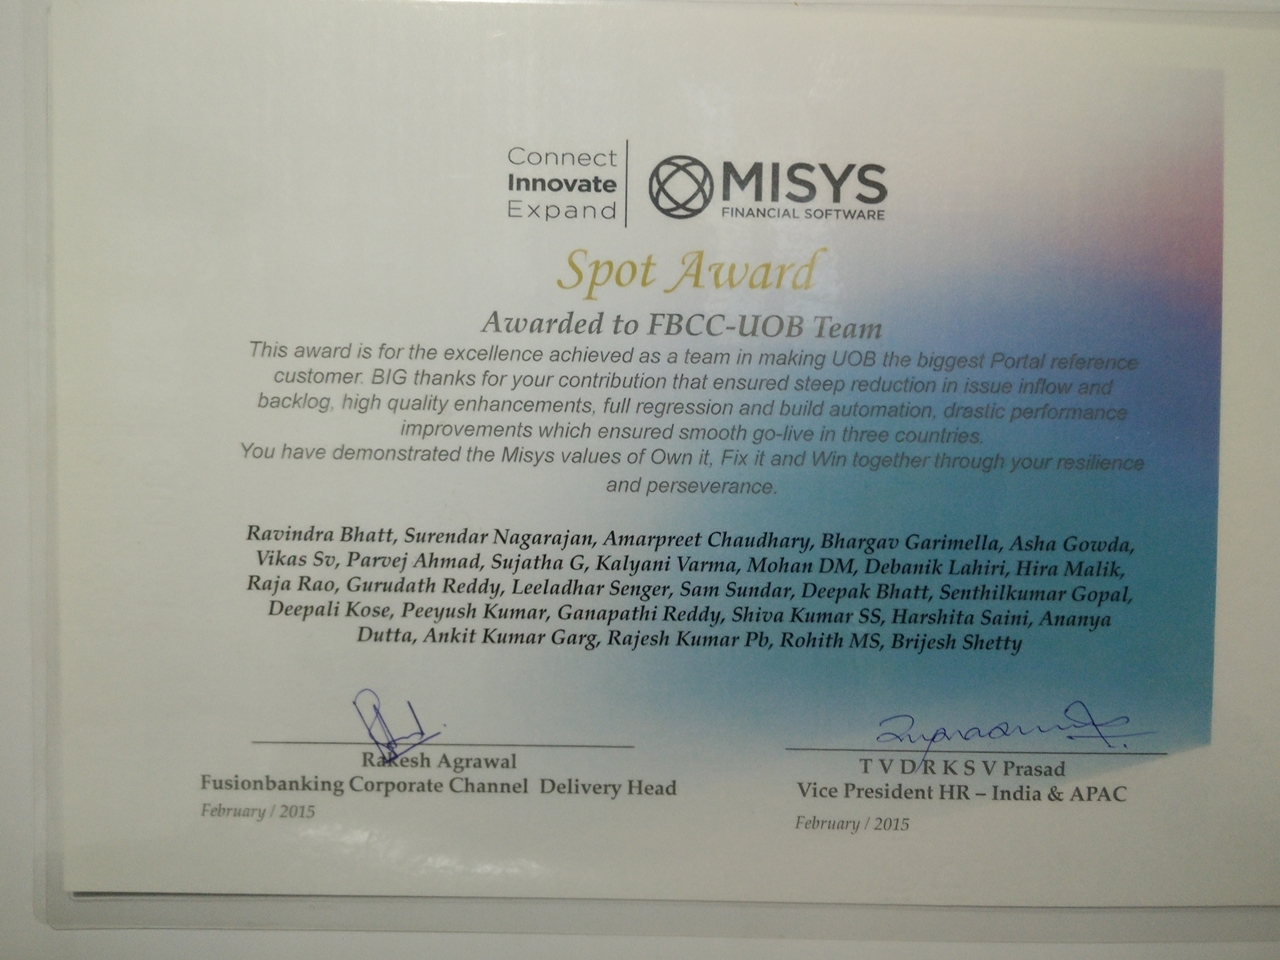 Connect
Innovate
Expand
MISYS
FINANCIAL SOFTWARE
Spot Award
Awarded to FBCC-UOB Team
This award is for the excellence achieved as a team in making UOB the biggest Portal reference
customer. BIG thanks for your contribution that ensured steep reduction in issue inflow and
backlog, high quality enhancements, full regression and build automation, drastic performance
improvements which ensured smooth go-live in three countries.
You have demonstrated the Misys values of Own it, Fix it and Win together through your resilience
and perseverance.
Ravindra Bhatt, Surendar Nagarajan, Amarpreet Chaudhary, Bhargav Garimella, Asha Gowda,
Vikas Sv, Parvej Ahmad, Sujatha G, Kalyani Varma, Mohan DM, Debanik Lahiri, Hira Malik,
Raja Rao, Gurudath Reddy, Leeladhar Senger, Sam Sundar, Deepak Bhatt, Senthilkumar Gopal,
Deepali Kose, Peeyush Kumar, Ganapathi Reddy, Shiva Kumar SS, Harshita Saini, Ananya
Dutta, Ankit Kumar Garg, Rajesh Kumar Pb, Rohith MS, Brijesh Shetty
Rakesh Agrawal
Fusionbanking Corporate Channel Delivery Head
February / 2015
T V D R K S V Prasad
Vice President HR – India & APAC
February / 2015